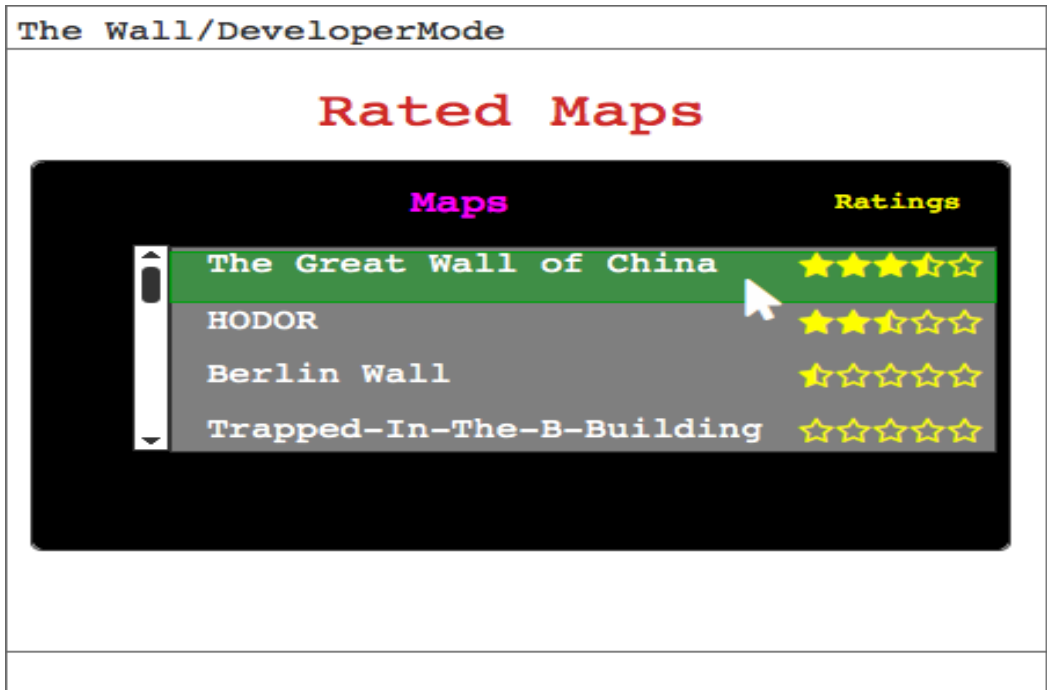 The Wall/DeveloperMode
Rated Maps
Maps Ratings
The Great Wall of China
HODOR
Berlin Wall
Trapped-In-The-B-Building